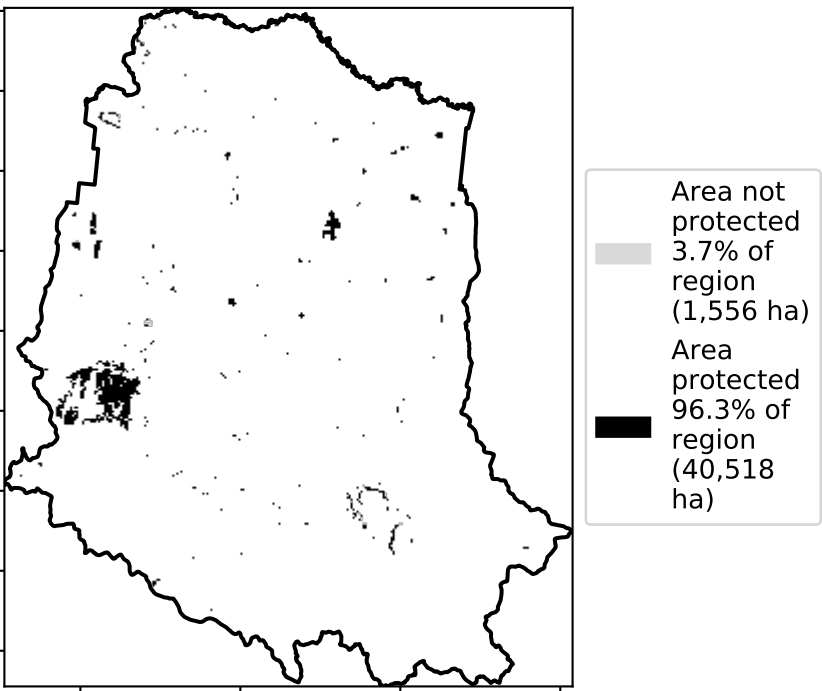 Area not
protected
3.7% of
region
(1,556 ha)
Area
protected
96.3% of
region
(40,518
ha)